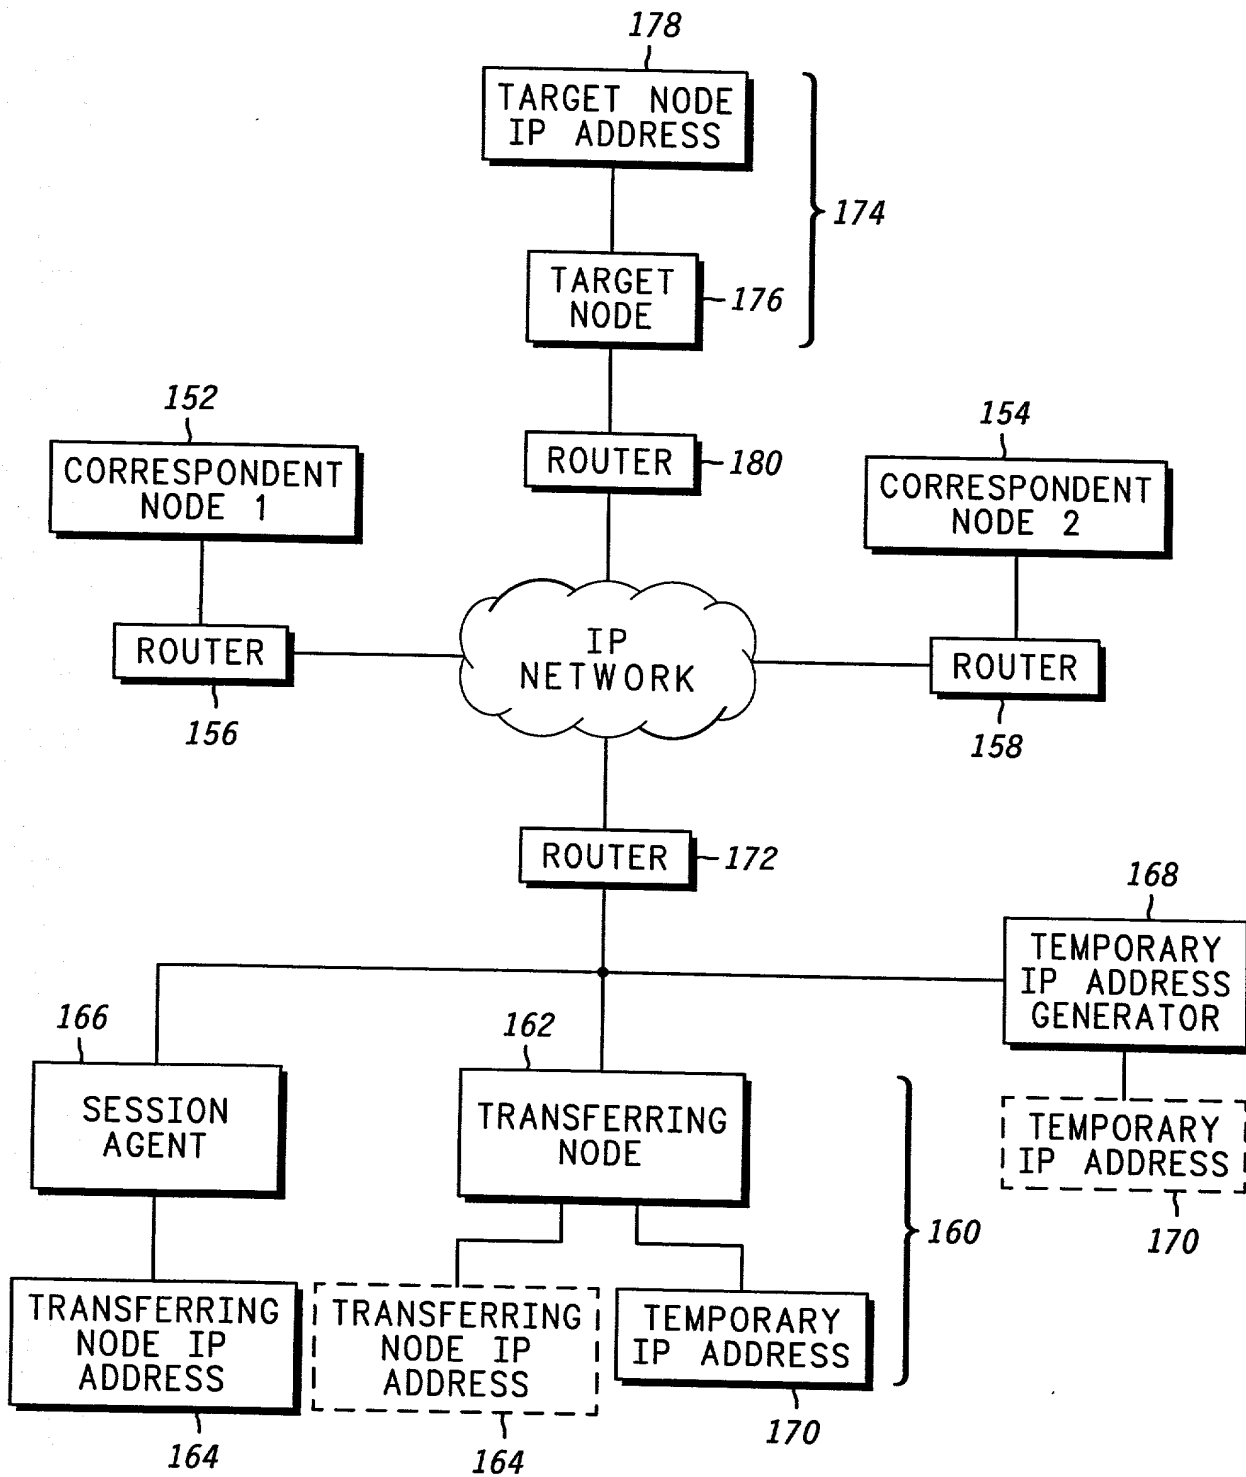 178
TARGET NODE
IP ADDRESS
174
TARGET
NODE
176
152
154
CORRESPONDENT
NODE 1
ROUTER
180
CORRESPONDENT
NODE 2
IP
NETWORK
ROUTER
156
ROUTER
158
ROUTER
172
168
TEMPORARY
IP ADDRESS
GENERATOR
166
162
SESSION
AGENT
TRANSFERRING
NODE
TEMPORARY
IP ADDRESS
170
160
TRANSFERRING
NODE IP
ADDRESS
164
TRANSFERRING
NODE IP
ADDRESS
164
TEMPORARY
IP ADDRESS
170